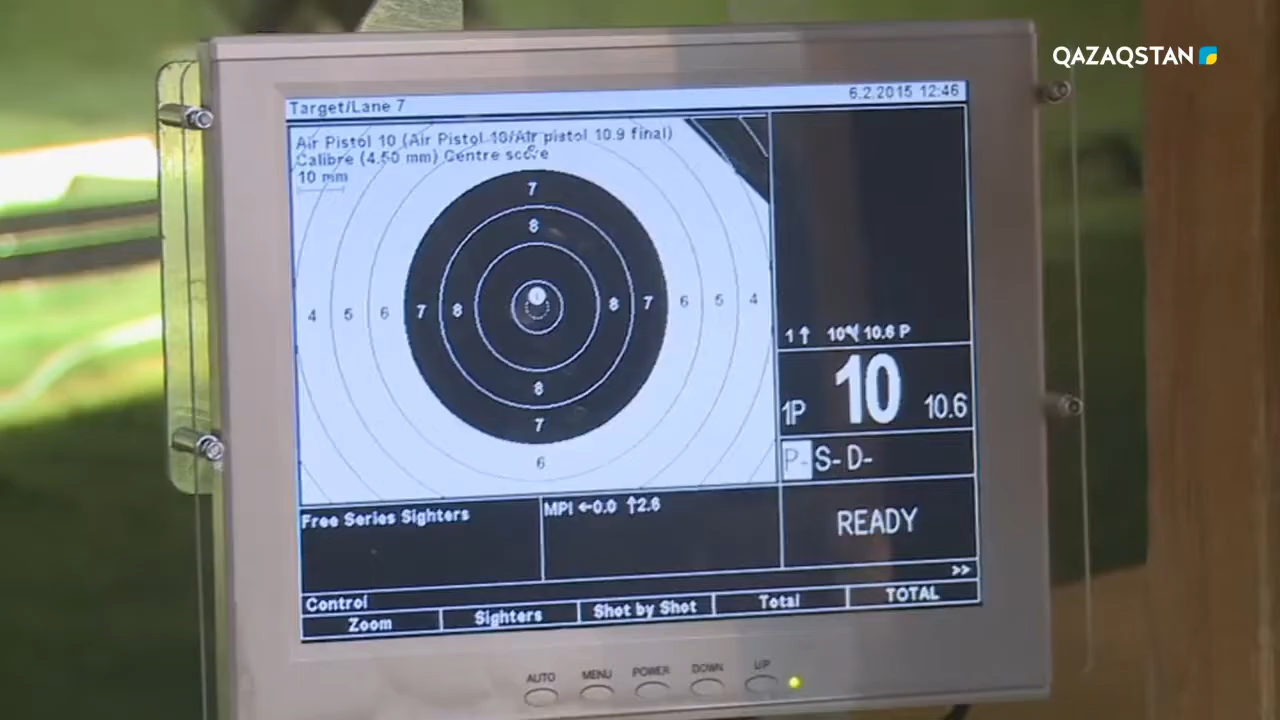 QAZAQSTAN
Target/Lane 7
6.2.2015 12:46
Air Pistol 10 (Air Pistol 10/Air pistol 10.9 final)
Calibre (4.50 mm) Centre score
10 mm
7
8
4 5 6 7 8 8 7 6 5 4
8
7
6
1↑ 10 10.6 P
1P 10 10.6
P- S- D-
Free Series Sighters
MPI ←0.0 ↑2.6
READY
>>
Control
Zoom Sighters Shot by Shot Total TOTAL
AUTO MENU POWER DOWN UP